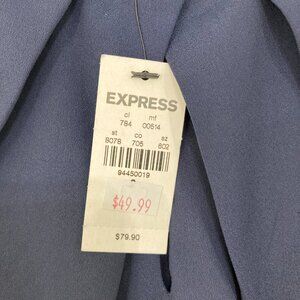 EXPRESS
cl mf
784 00514
st co sz
8078 705 602
94450019
$49.99
$79.90